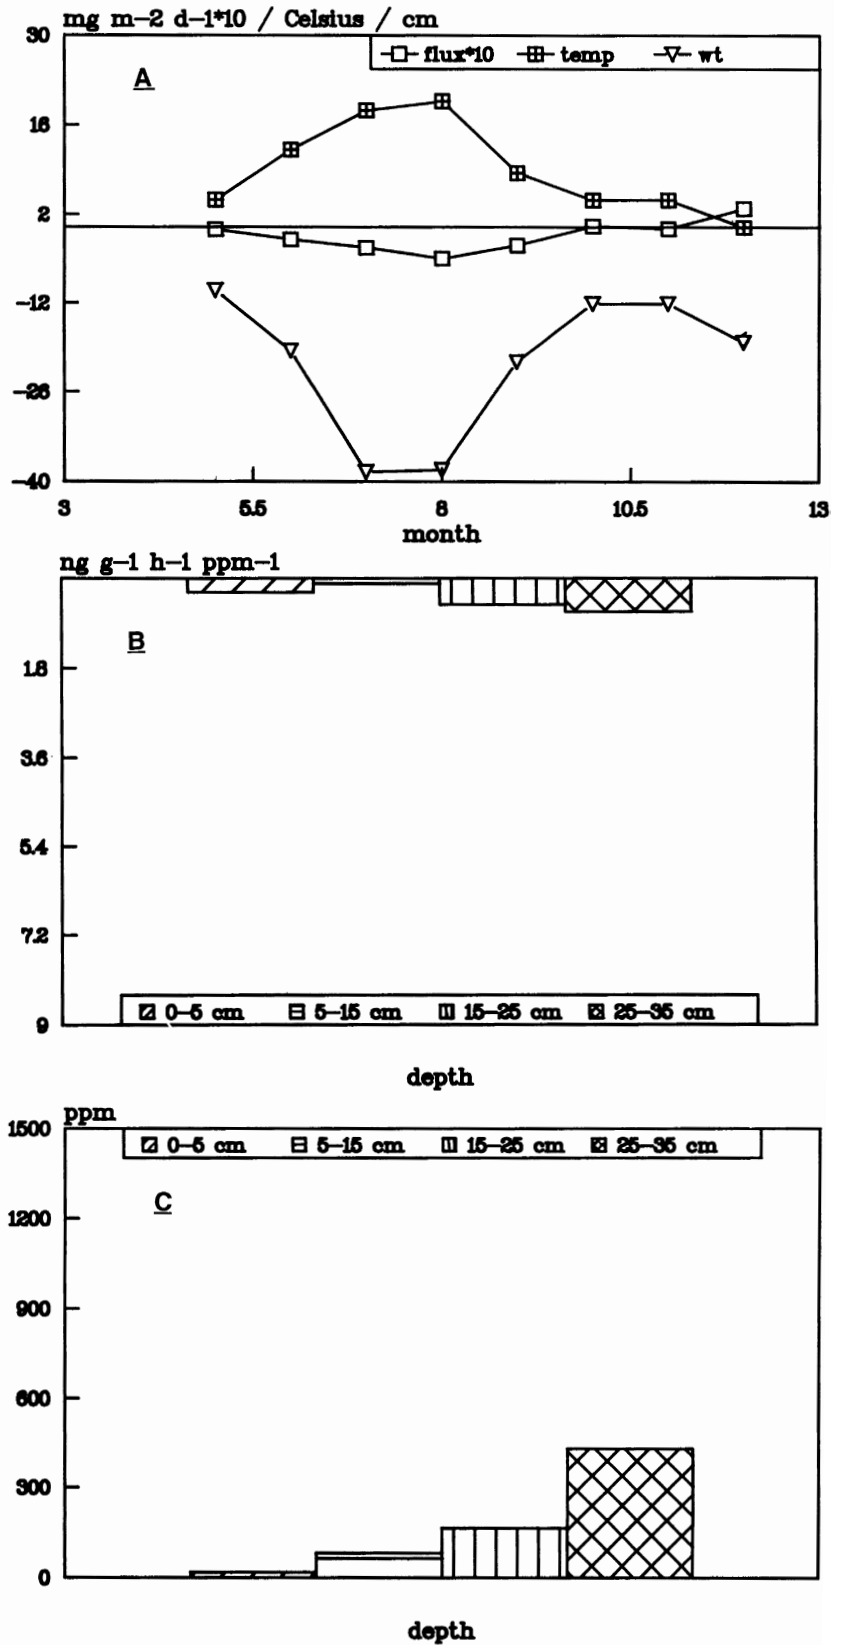 mg m-2 d-1*10 / Celsius / cm
30
flux*10 temp wt
A
16
2
-12
-26
-40
3 5.5 8 10.5 13
month
ng g-1 h-1 ppm-1
B
1.8
3.6
5.4
7.2
0-5 cm 5-15 cm 15-25 cm 25-35 cm
9
depth
ppm
1500
0-5 cm 5-15 cm 15-25 cm 25-35 cm
C
1200
900
600
300
0
depth